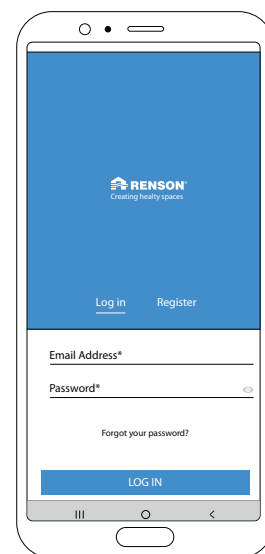 RENSON®
Creating healty spaces
Log in Register
Email Address*
Password*
Forgot your password?
LOG IN